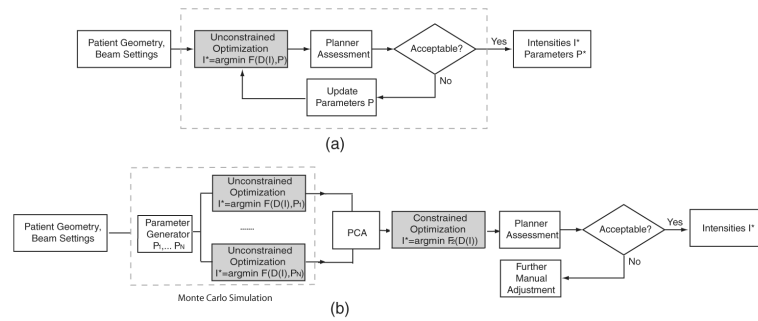 Patient Geometry,
Beam Settings
Unconstrained
Optimization
I*=argmin F(D(I),P)
Planner
Assessment
Acceptable?
Yes
Intensities I*
Parameters P*
No
Update
Parameters P
(a)
Patient Geometry,
Beam Settings
Parameter
Generator
P1,... PN
Unconstrained
Optimization
I*=argmin F(D(I),P1)
.......
Unconstrained
Optimization
I*=argmin F(D(I),PN)
Monte Carlo Simulation
PCA
Constrained
Optimization
I*=argmin F2(D(I))
Planner
Assessment
Acceptable?
Yes
Intensities I*
No
Further
Manual
Adjustment
(b)